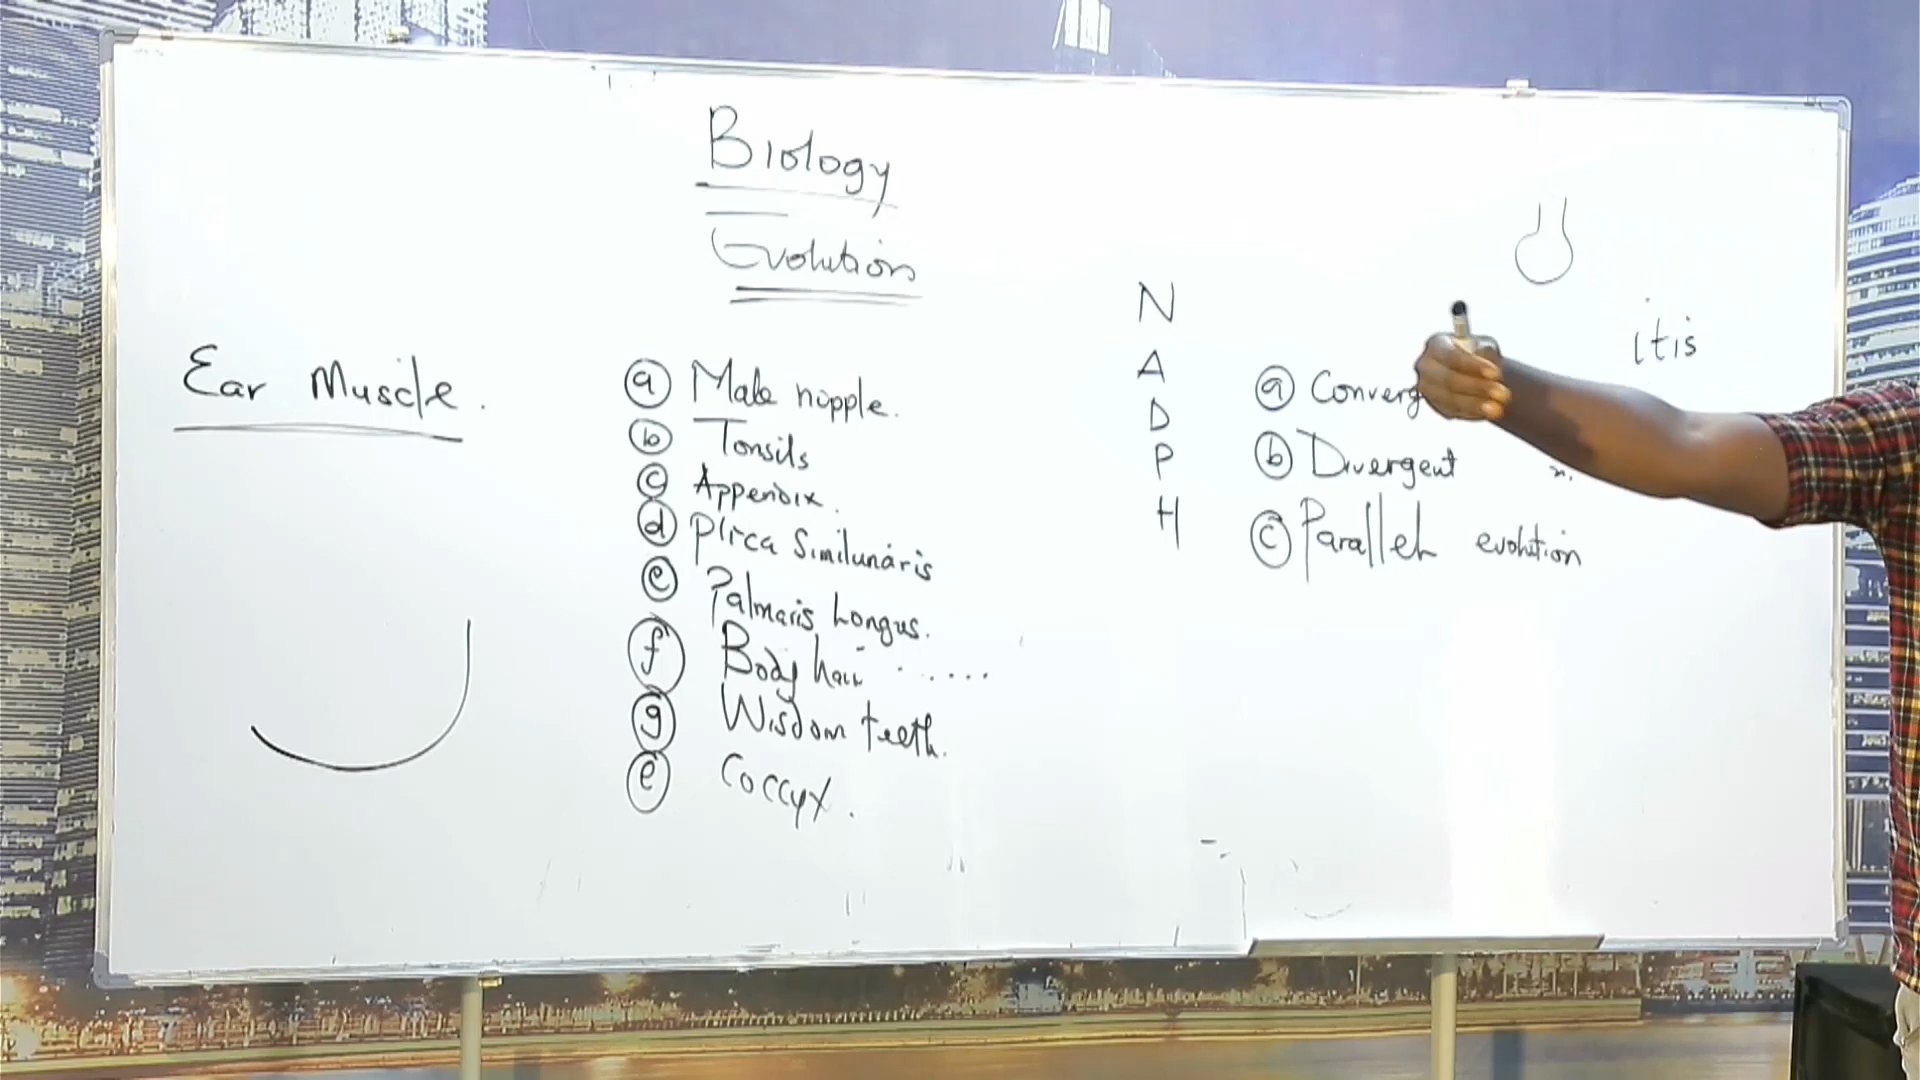 Biology
Evolution
Ear Muscle.
ⓐ Male nipple.
ⓑ Tonsils
ⓒ Appendix.
ⓓ Plica Similunaris
ⓔ Palmaris Longus.
ⓕ Body hair ......
ⓖ Wisdom teeth.
ⓔ Coccyx.
N
A
D
P
H
itis
ⓐ Converg
ⓑ Divergent
ⓒ Parallel evolution